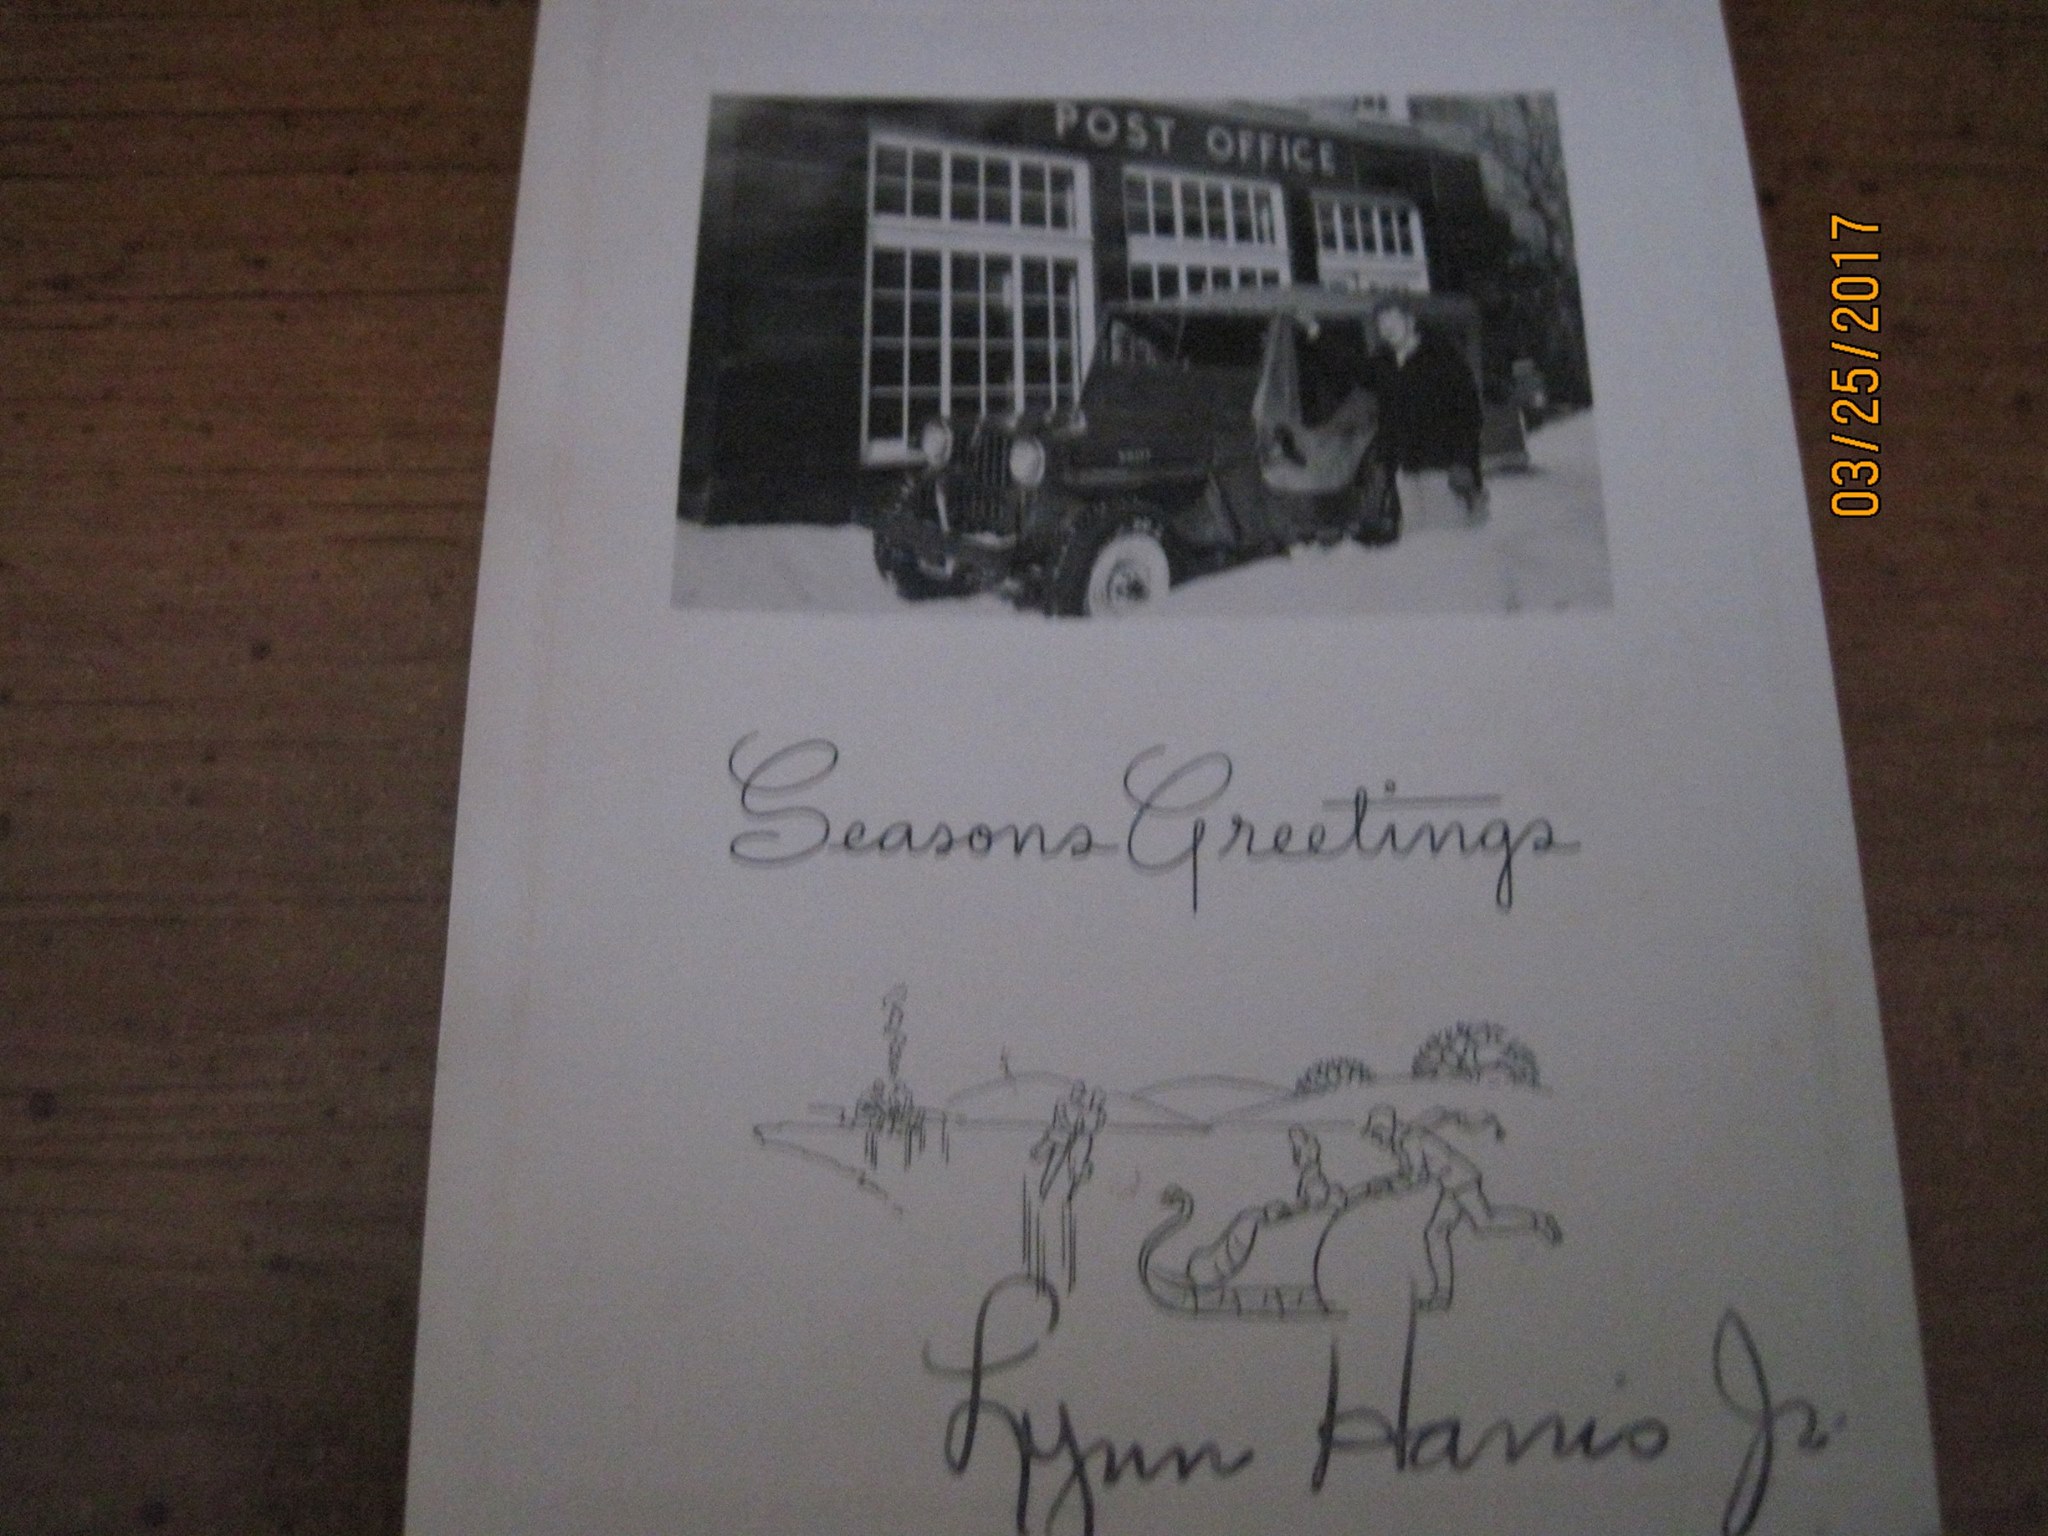 POST OFFICE
Seasons Greetings
Lynn Harris Jr.
03/25/2017